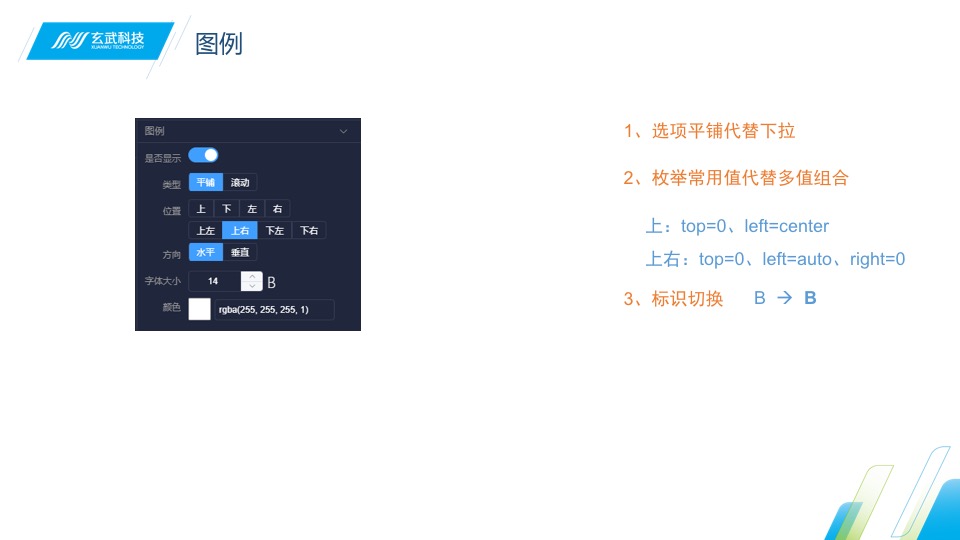 玄武科技
XUANWU TECHNOLOGY
图例
图例
是否显示
类型 平铺 滚动
位置 上 下 左 右
上左 上右 下左 下右
方向 水平 垂直
字体大小 14 B
颜色 rgba(255, 255, 255, 1)
1、选项平铺代替下拉
2、枚举常用值代替多值组合
上：top=0、left=center
上右：top=0、left=auto、right=0
3、标识切换 B → B